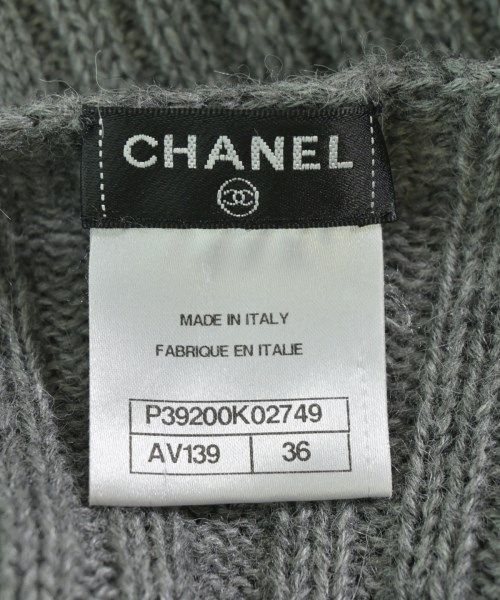 CHANEL
MADE IN ITALY
FABRIQUE EN ITALIE
P39200K02749
AV139 36